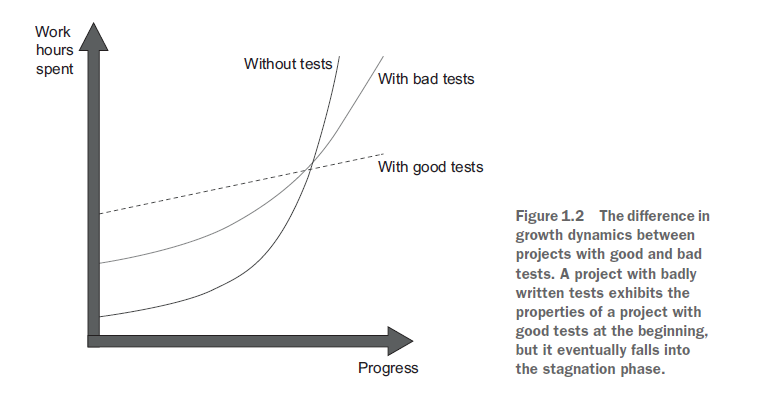 Work
hours
spent
Without tests
With bad tests
With good tests
Progress
Figure 1.2 The difference in
growth dynamics between
projects with good and bad
tests. A project with badly
written tests exhibits the
properties of a project with
good tests at the beginning,
but it eventually falls into
the stagnation phase.